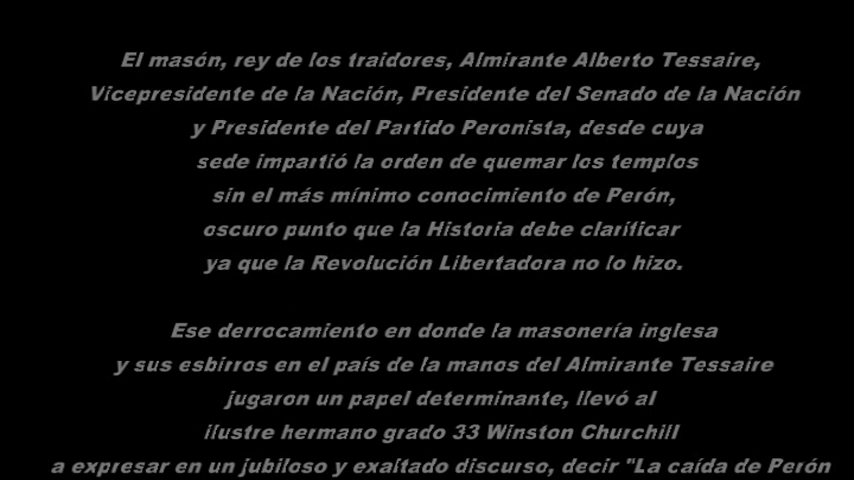 El masón, rey de los traidores, Almirante Alberto Tessaire,
Vicepresidente de la Nación, Presidente del Senado de la Nación
y Presidente del Partido Peronista, desde cuya
sede impartió la orden de quemar los templos
sin el más mínimo conocimiento de Perón,
oscuro punto que la Historia debe clarificar
ya que la Revolución Libertadora no lo hizo.
Ese derrocamiento en donde la masonería inglesa
y sus esbirros en el país de la manos del Almirante Tessaire
jugaron un papel determinante, llevó al
ilustre hermano grado 33 Winston Churchill
a expresar en un jubiloso y exaltado discurso, decir "La caída de Perón